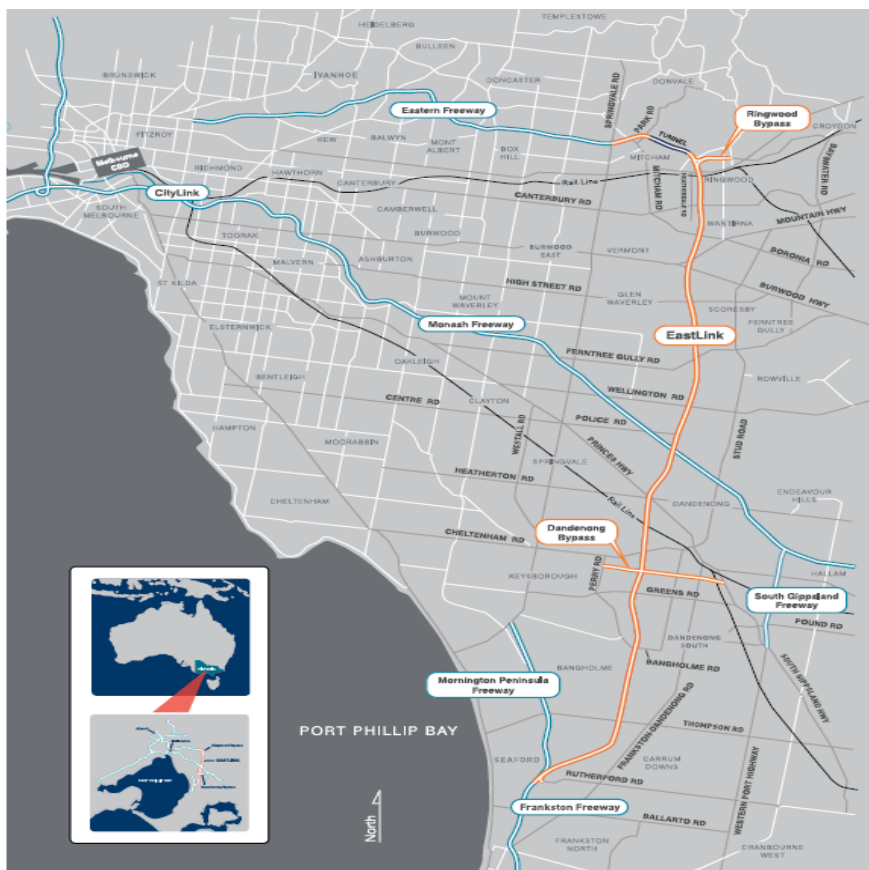 TEMPLESTOWE
HEIDELBERG
BULLEEN
BRUNSWICK
IVANHOE
DONCASTER
SPRINGVALE RD
DONVALE
Eastern Freeway
PARK RD
Ringwood
Bypass
FITZROY
KEW
BALWYN
MONT
ALBERT
BOX
HILL
TUNNEL
CROYDON
Melbourne
CBD
RICHMOND
HAWTHORN
CANTERBURY
Rail Line
MITCHAM
MITCHAM RD
RINGWOOD
BAYWATER RD
CityLink
CANTERBURY RD
SOUTH
MELBOURNE
CAMBERWELL
WANTIRNA
MOUNTAIN HWY
TOORAK
BURWOOD
BURWOOD
EAST
VERMONT
BORONIA RD
MALVERN
ASHBURTON
ST KILDA
HIGH STREET RD
GLEN
WAVERLEY
BURWOOD HWY
MOUNT
WAVERLEY
SCORESBY
FERNTREE
GULLY
ELSTERNWICK
Monash Freeway
EastLink
OAKLEIGH
FERNTREE GULLY RD
BENTLEIGH
ROWVILLE
CENTRE RD
CLAYTON
WELLINGTON RD
HAMPTON
WESTALL RD
POLICE RD
STUD ROAD
MOORABBIN
PRINCES HWY
SPRINGVALE
HEATHERTON RD
CHELTENHAM
Rail Line
DANDENONG
ENDEAVOUR
HILLS
CHELTENHAM RD
Dandenong
Bypass
KEYSBOROUGH
PERRY RD
HALLAM
GREENS RD
South Gippsland
Freeway
POUND RD
DANDENONG
SOUTH
BANGHOLME
BANGHOLME RD
Mornington Peninsula
Freeway
SOUTH GIPPSLAND HWY
PORT PHILLIP BAY
FRANKSTON-DANDENONG RD
THOMPSON RD
SEAFORD
CARRUM
DOWNS
RUTHERFORD RD
WESTERN PORT HIGHWAY
Frankston Freeway
BALLARTO RD
North
FRANKSTON
NORTH
CRANBOURNE
WEST